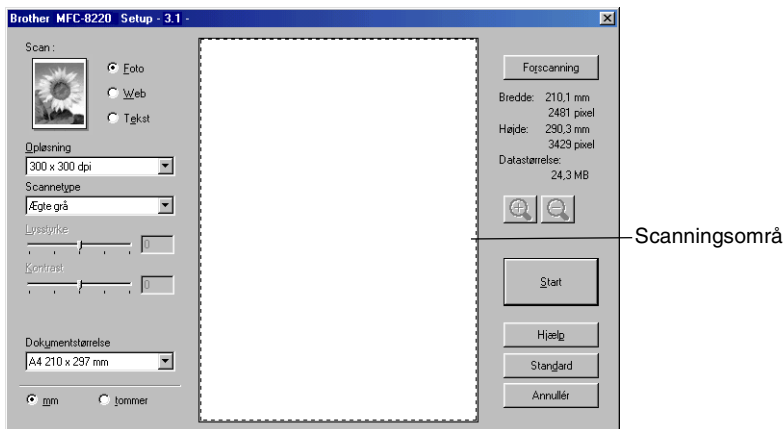 Brother MFC-8220 Setup - 3.1 -
Scan :
Foto
Web
Tekst
Opløsning
300 x 300 dpi
Scannetype
Ægte grå
Lysstyrke
0
Kontrast
0
Dokumentstørrelse
A4 210 x 297 mm
mm tommer
Forscanning
Bredde: 210,1 mm
2481 pixel
Højde: 290,3 mm
3429 pixel
Datastørrelse:
24,3 MB
Scanningsområ
Start
Hjælp
Standard
Annullér